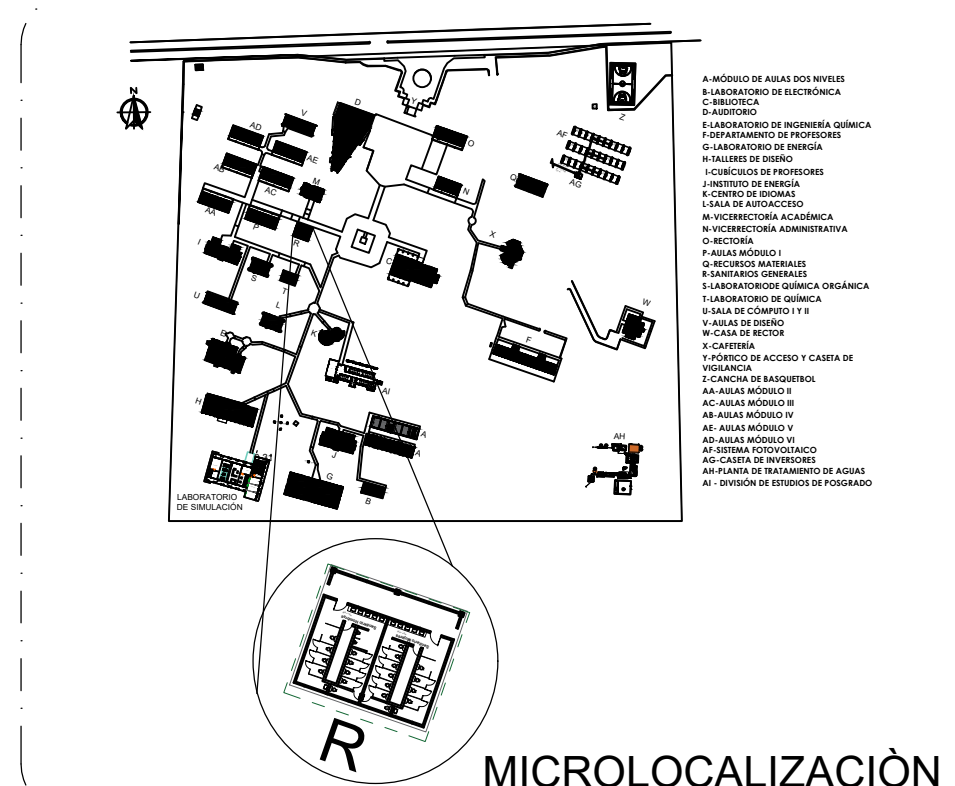 N
D
V
Y
Z
AD
AE
O
AF
AB
AC
M
N
Q
AG
AA
P
R
X
I
C
S
T
U
L
W
K
B
F
AI
H
A
A
J
AH
G
B
LABORATORIO
DE SIMULACIÓN
A-MÓDULO DE AULAS DOS NIVELES
B-LABORATORIO DE ELECTRÓNICA
C-BIBLIOTECA
D-AUDITORIO
E-LABORATORIO DE INGENIERÍA QUÍMICA
F-DEPARTAMENTO DE PROFESORES
G-LABORATORIO DE ENERGÍA
H-TALLERES DE DISEÑO
I-CUBÍCULOS DE PROFESORES
J-INSTITUTO DE ENERGÍA
K-CENTRO DE IDIOMAS
L-SALA DE AUTOACCESO
M-VICERRECTORÍA ACADÉMICA
N-VICERRECTORÍA ADMINISTRATIVA
O-RECTORÍA
P-AULAS MÓDULO I
Q-RECURSOS MATERIALES
R-SANITARIOS GENERALES
S-LABORATORIODE QUÍMICA ORGÁNICA
T-LABORATORIO DE QUÍMICA
U-SALA DE CÓMPUTO I Y II
V-AULAS DE DISEÑO
W-CASA DE RECTOR
X-CAFETERÍA
Y-PÓRTICO DE ACCESO Y CASETA DE
VIGILANCIA
Z-CANCHA DE BASQUETBOL
AA-AULAS MÓDULO II
AC-AULAS MÓDULO III
AB-AULAS MÓDULO IV
AE- AULAS MÓDULO V
AD-AULAS MÓDULO VI
AF-SISTEMA FOTOVOLTAICO
AG-CASETA DE INVERSORES
AH-PLANTA DE TRATAMIENTO DE AGUAS
AI - DIVISIÓN DE ESTUDIOS DE POSGRADO
R
MICROLOCALIZACIÒN